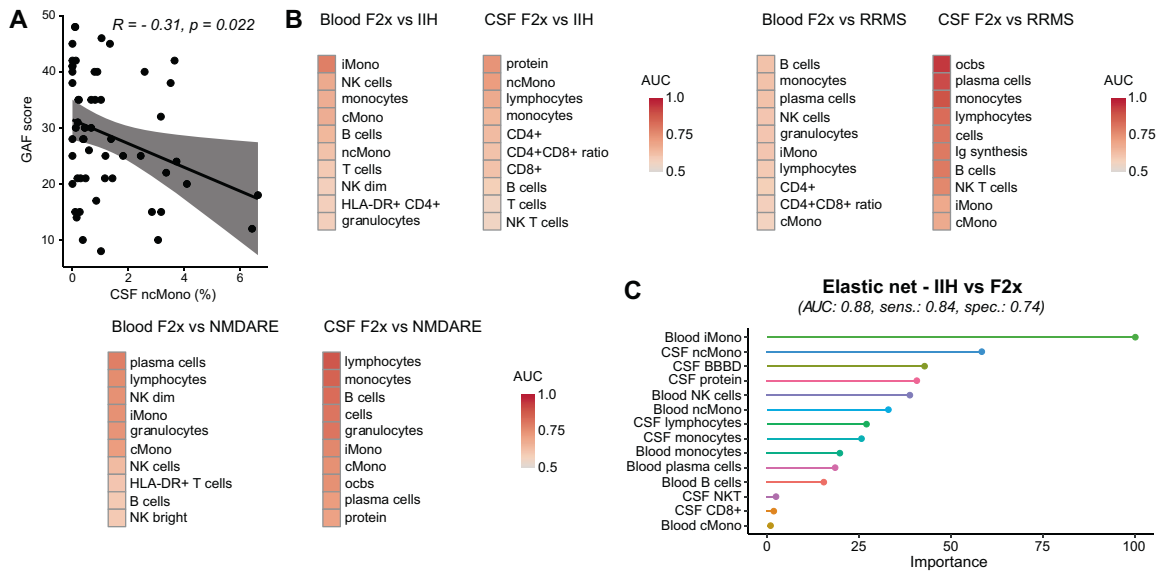 A
R = - 0.31, p = 0.022
GAF score
50
40
30
20
10
0
2
4
6
CSF ncMono (%)
B
Blood F2x vs IIH
iMono
NK cells
monocytes
cMono
B cells
ncMono
T cells
NK dim
HLA-DR+ CD4+
granulocytes
CSF F2x vs IIH
protein
ncMono
lymphocytes
monocytes
CD4+
CD4+CD8+ ratio
CD8+
B cells
T cells
NK T cells
AUC
1.0
0.75
0.5
Blood F2x vs RRMS
B cells
monocytes
plasma cells
NK cells
granulocytes
iMono
lymphocytes
CD4+
CD4+CD8+ ratio
cMono
CSF F2x vs RRMS
ocbs
plasma cells
monocytes
lymphocytes
cells
Ig synthesis
B cells
NK T cells
iMono
cMono
AUC
1.0
0.75
0.5
Blood F2x vs NMDARE
plasma cells
lymphocytes
NK dim
iMono
granulocytes
cMono
NK cells
HLA-DR+ T cells
B cells
NK bright
CSF F2x vs NMDARE
lymphocytes
monocytes
B cells
cells
granulocytes
iMono
cMono
ocbs
plasma cells
protein
AUC
1.0
0.75
0.5
C
Elastic net - IIH vs F2x
(AUC: 0.88, sens.: 0.84, spec.: 0.74)
Blood iMono
CSF ncMono
CSF BBBD
CSF protein
Blood NK cells
Blood ncMono
CSF lymphocytes
CSF monocytes
Blood monocytes
Blood plasma cells
Blood B cells
CSF NKT
CSF CD8+
Blood cMono
0
25
50
75
100
Importance